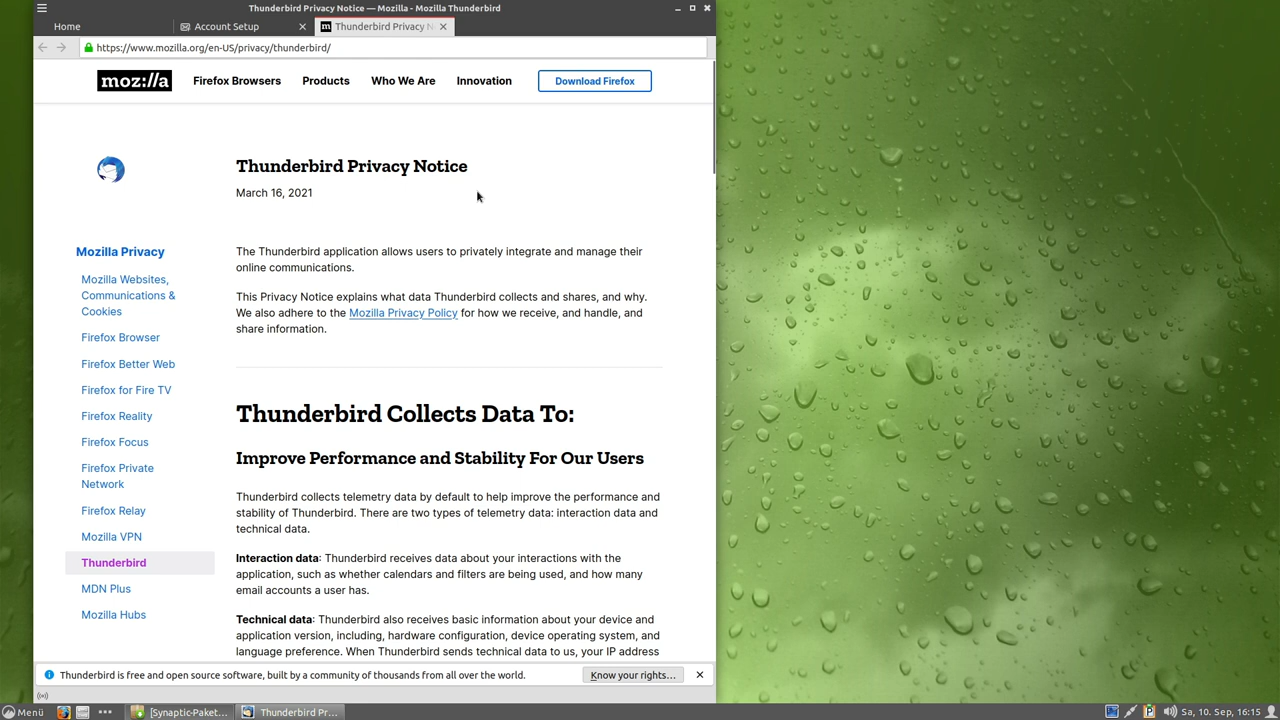 Thunderbird Privacy Notice — Mozilla - Mozilla Thunderbird
Home
Account Setup
Thunderbird Privacy N
https://www.mozilla.org/en-US/privacy/thunderbird/
moz://a
Firefox Browsers
Products
Who We Are
Innovation
Download Firefox
Thunderbird Privacy Notice
March 16, 2021
Mozilla Privacy
Mozilla Websites,
Communications &
Cookies
Firefox Browser
Firefox Better Web
Firefox for Fire TV
Firefox Reality
Firefox Focus
Firefox Private
Network
Firefox Relay
Mozilla VPN
Thunderbird
MDN Plus
Mozilla Hubs
The Thunderbird application allows users to privately integrate and manage their
online communications.
This Privacy Notice explains what data Thunderbird collects and shares, and why.
We also adhere to the Mozilla Privacy Policy for how we receive, and handle, and
share information.
Thunderbird Collects Data To:
Improve Performance and Stability For Our Users
Thunderbird collects telemetry data by default to help improve the performance and
stability of Thunderbird. There are two types of telemetry data: interaction data and
technical data.
Interaction data: Thunderbird receives data about your interactions with the
application, such as whether calendars and filters are being used, and how many
email accounts a user has.
Technical data: Thunderbird also receives basic information about your device and
application version, including, hardware configuration, device operating system, and
language preference. When Thunderbird sends technical data to us, your IP address
Thunderbird is free and open source software, built by a community of thousands from all over the world.
Know your rights...
Menü
[Synaptic-Paket...
Thunderbird Pr...
Sa, 10. Sep, 16:15